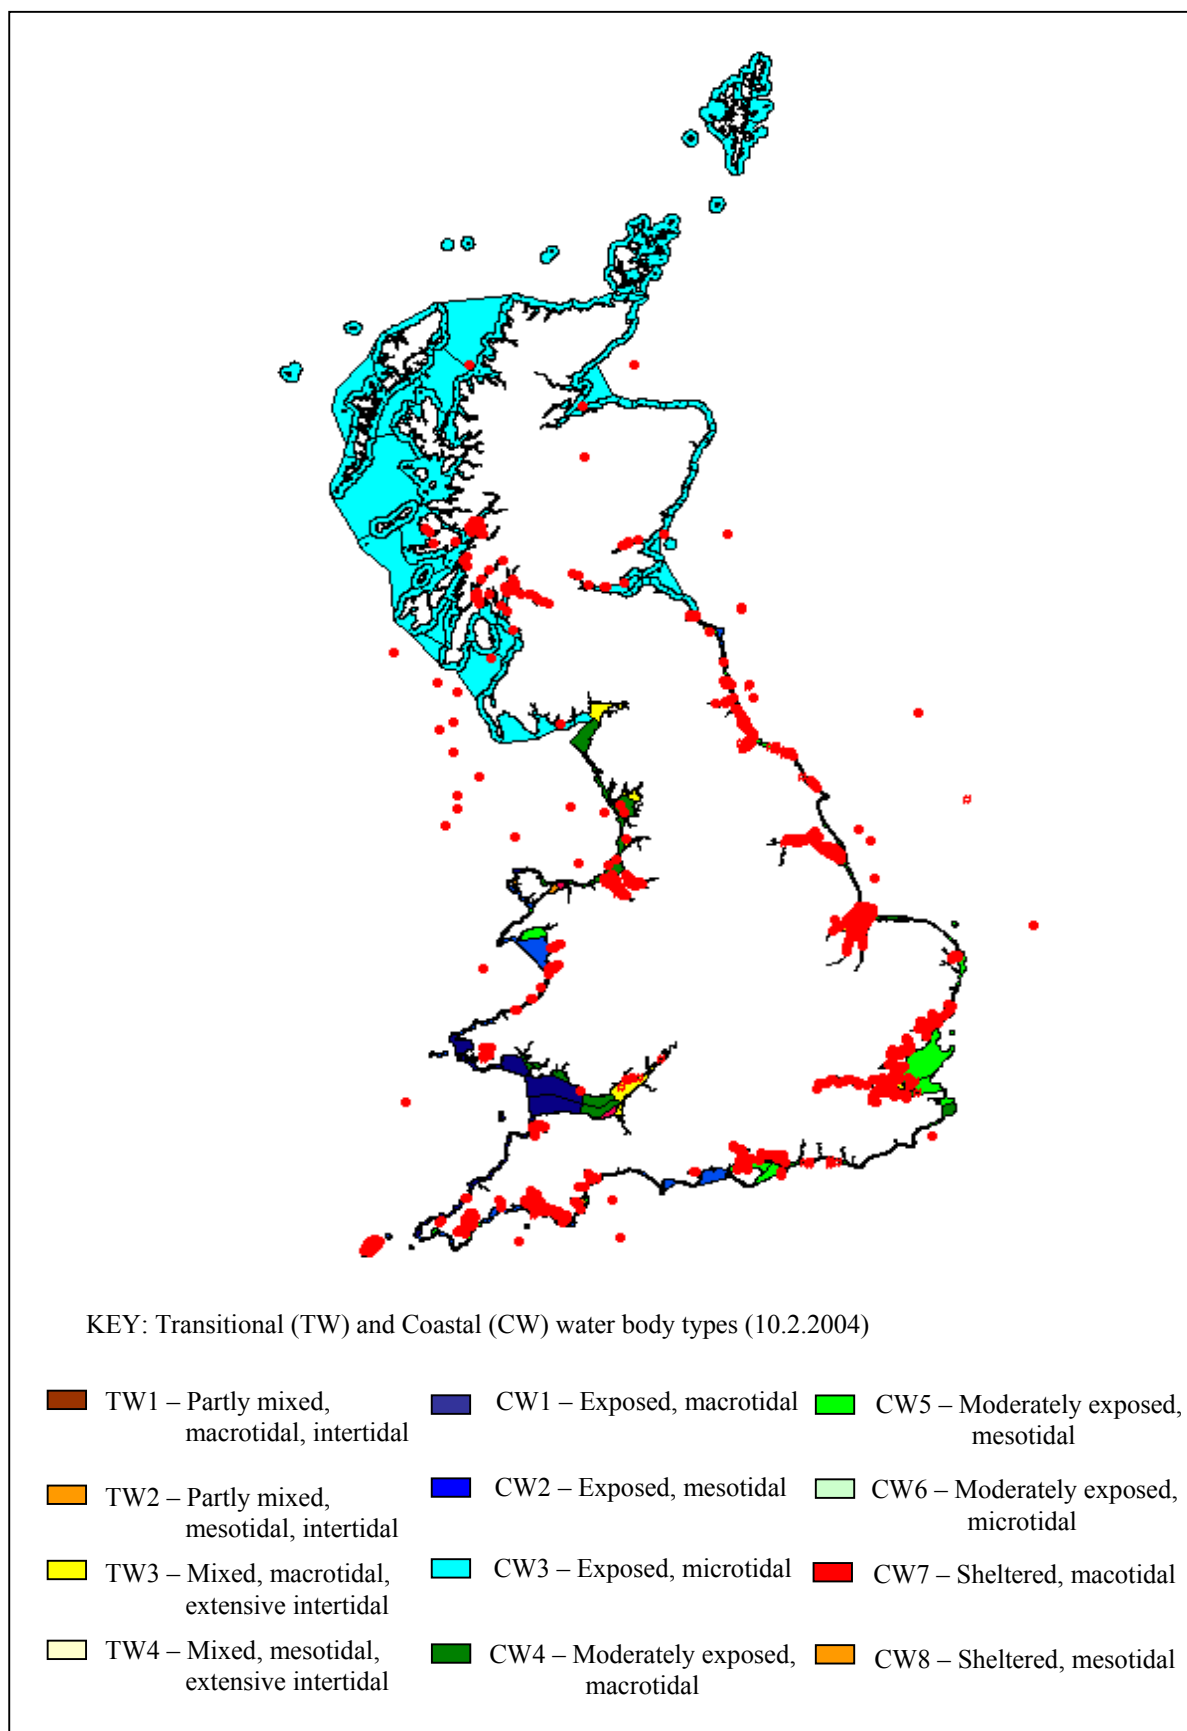 KEY: Transitional (TW) and Coastal (CW) water body types (10.2.2004)
TW1 – Partly mixed,
macrotidal, intertidal
TW2 – Partly mixed,
mesotidal, intertidal
TW3 – Mixed, macrotidal,
extensive intertidal
TW4 – Mixed, mesotidal,
extensive intertidal
CW1 – Exposed, macrotidal
CW2 – Exposed, mesotidal
CW3 – Exposed, microtidal
CW4 – Moderately exposed,
macrotidal
CW5 – Moderately exposed,
mesotidal
CW6 – Moderately exposed,
microtidal
CW7 – Sheltered, macotidal
CW8 – Sheltered, mesotidal